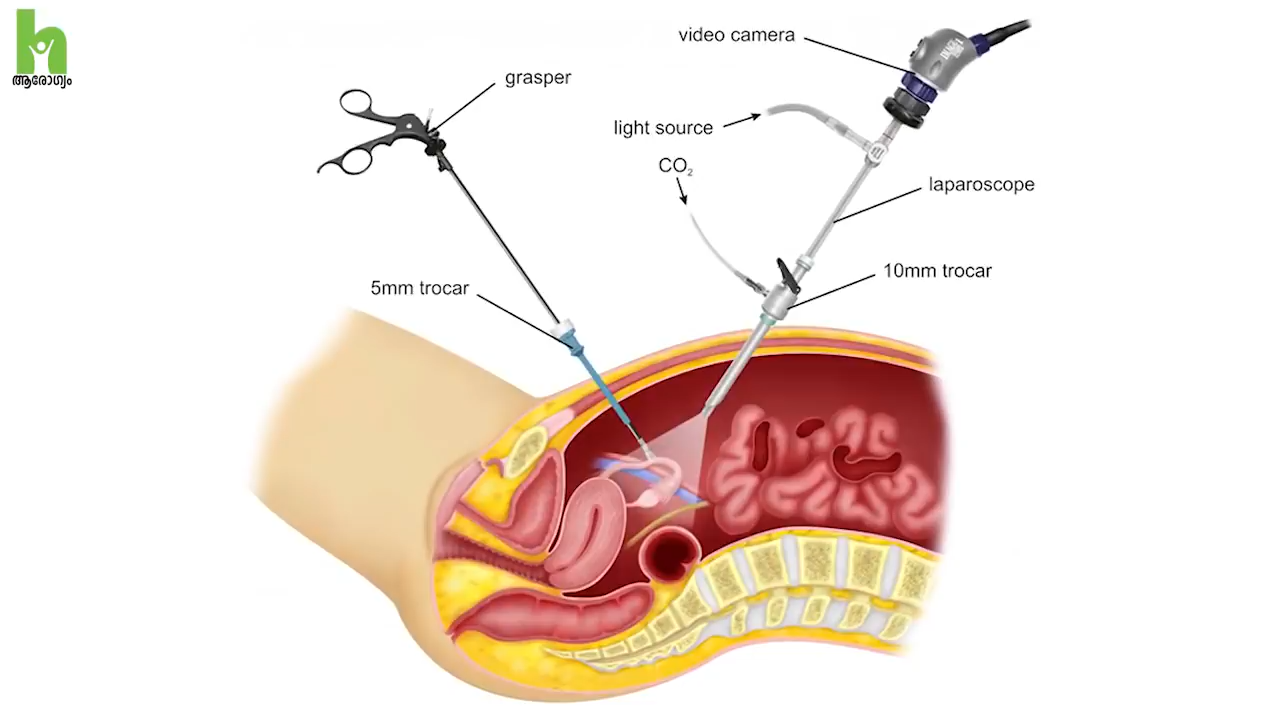 h
ആരോഗ്യം
video camera
grasper
light source
CO₂
laparoscope
10mm trocar
5mm trocar